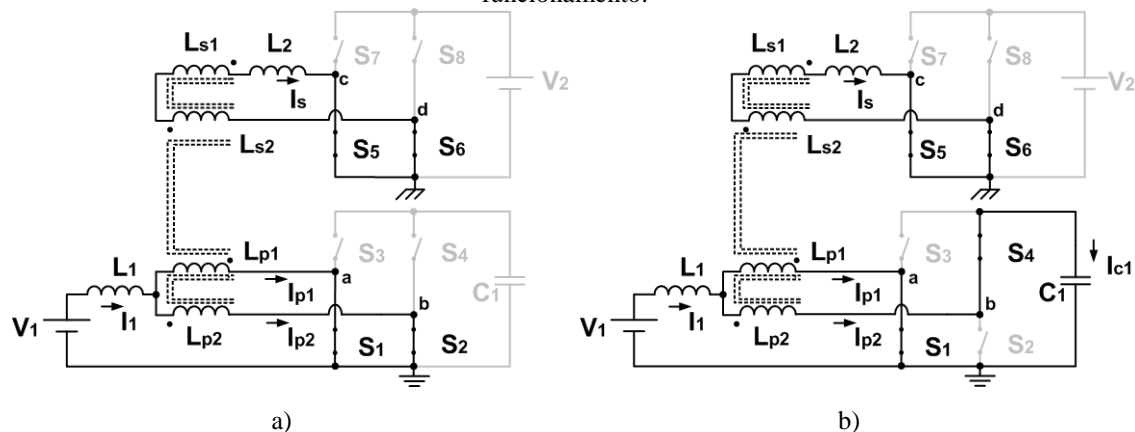 funcionamento.
Ls1 L2 S7 S8 V2
c
Is
d
Ls2 S5 S6
Lp1 S3 S4
L1 a C1
Ip1
V1 I1 b
Lp2 Ip2 S1 S2
a)
Ls1 L2 S7 S8 V2
c
Is
d
Ls2 S5 S6
Lp1 S3 S4 Ic1
L1 a C1
Ip1
V1 I1 b
Lp2 Ip2 S1 S2
b)